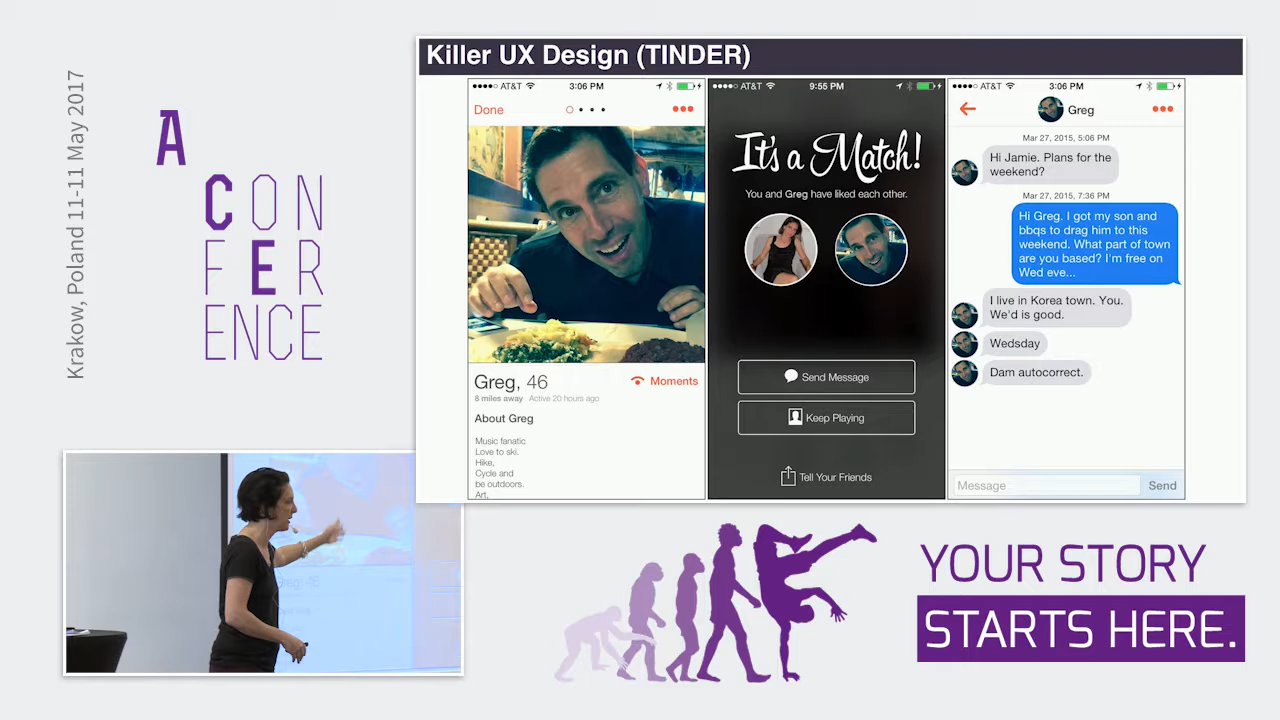 Krakow, Poland 11-11 May 2017
A
CON
FER
ENCE
Killer UX Design (TINDER)
AT&T 3:06 PM
Done
Greg, 46
Moments
8 miles away Active 20 hours ago
About Greg
Music fanatic
Love to ski.
Hike,
Cycle and
be outdoors.
Art.
AT&T 9:55 PM
It's a Match!
You and Greg have liked each other.
Send Message
Keep Playing
Tell Your Friends
AT&T 3:06 PM
Greg
Mar 27, 2015, 5:06 PM
Hi Jamie. Plans for the
weekend?
Mar 27, 2015, 7:36 PM
Hi Greg. I got my son and
bbqs to drag him to this
weekend. What part of town
are you based? I'm free on
Wed eve...
I live in Korea town. You.
We'd is good.
Wedsday
Dam autocorrect.
Message
Send
Greg, 46
YOUR STORY
STARTS HERE.